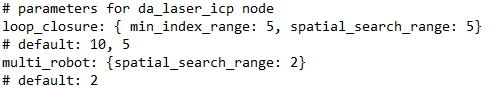 # parameters for da_laser_icp node
loop_closure: { min_index_range: 5, spatial_search_range: 5}
# default: 10, 5
multi_robot: {spatial_search_range: 2}
# default: 2